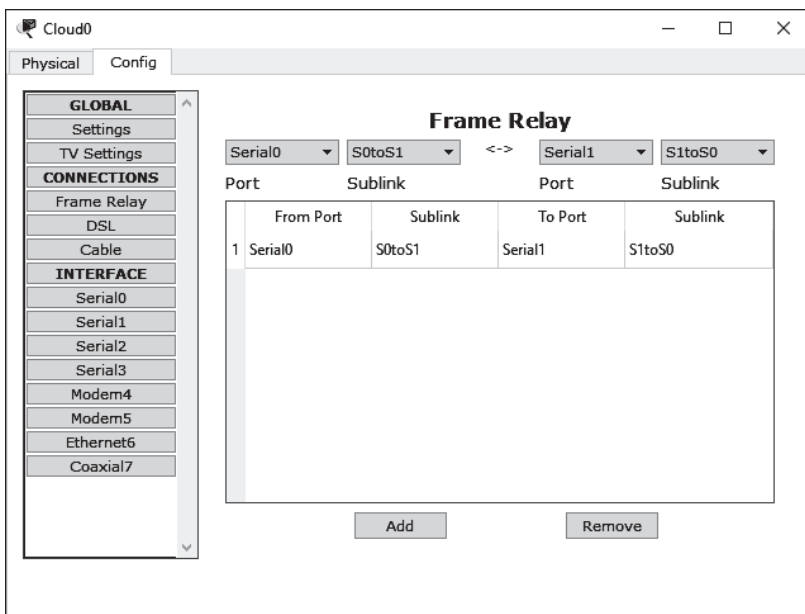 Cloud0
Physical Config
GLOBAL
Settings
TV Settings
CONNECTIONS
Frame Relay
DSL
Cable
INTERFACE
Serial0
Serial1
Serial2
Serial3
Modem4
Modem5
Ethernet6
Coaxial7
Frame Relay
Serial0 S0toS1 <-> Serial1 S1toS0
Port Sublink Port Sublink
From Port Sublink To Port Sublink
1 Serial0 S0toS1 Serial1 S1toS0
Add Remove